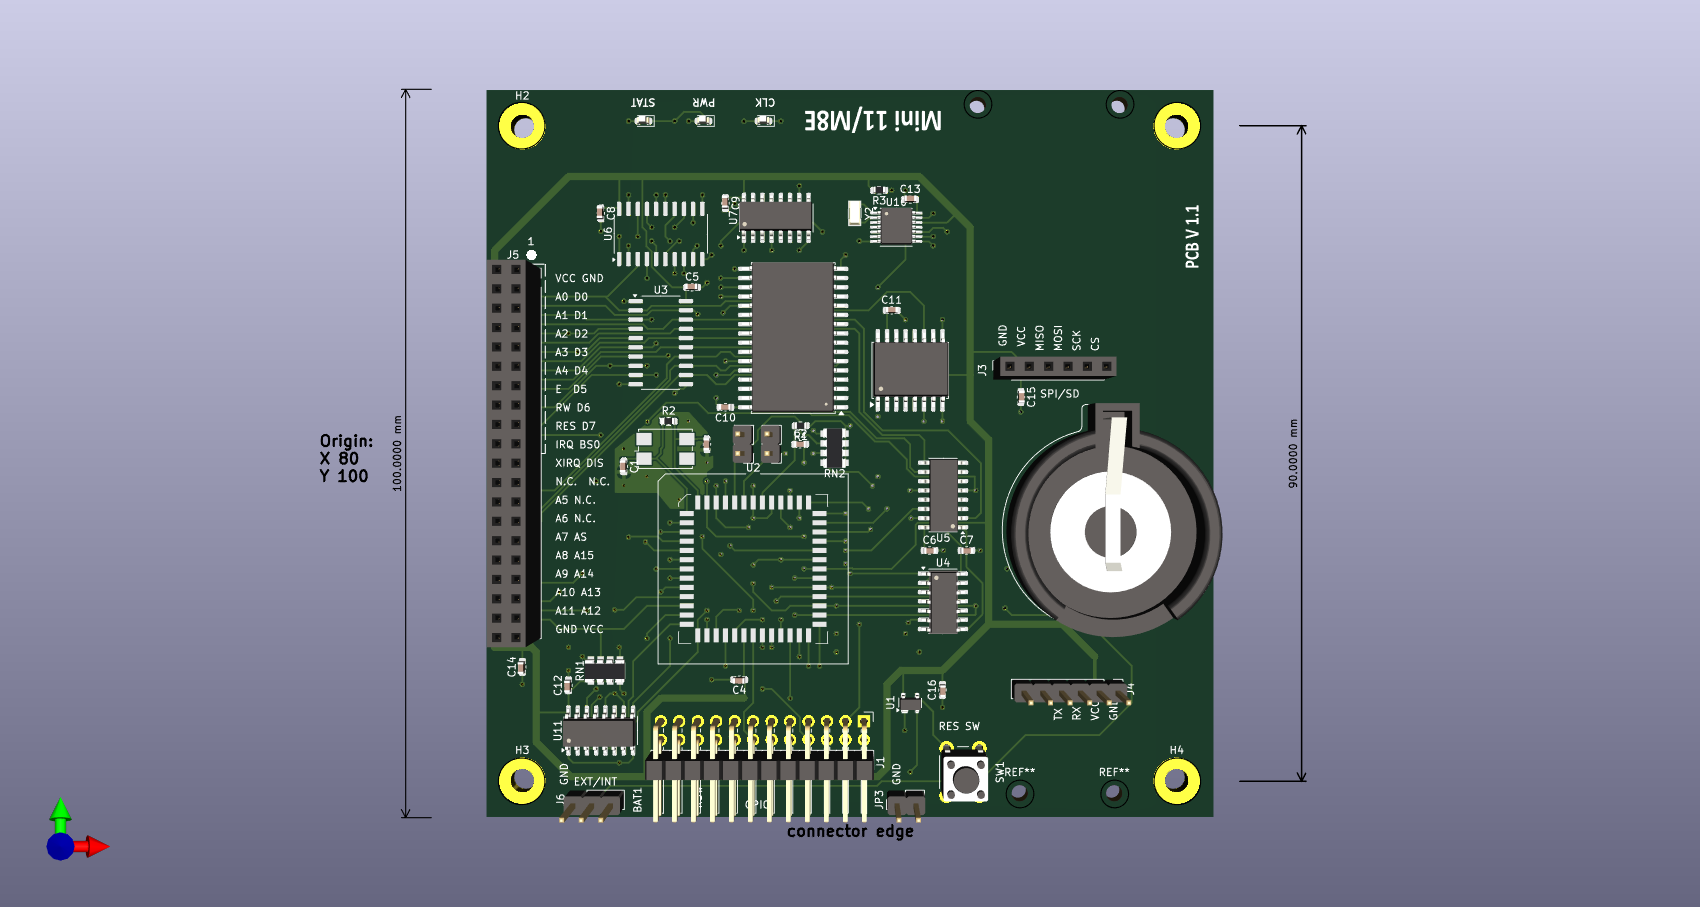 H2
STAT
PWR
CLK
Mini 11/M8E
PCB V 1.1
C8
U6
U7
C9
R3
C13
U10
Y2
1
J5
C5
U3
C11
VCC GND
A0 D0
A1 D1
A2 D2
A3 D3
A4 D4
E D5
RW D6
RES D7
IRQ BS0
XIRQ DIS
N.C. N.C.
A5 N.C.
A6 N.C.
A7 AS
A8 A15
A9 A14
A10 A13
A11 A12
GND VCC
GND
VCC
MISO
MOSI
SCK
CS
J3
C15
SPI/SD
C10
R2
U2
RN2
Origin:
X 80
Y 100
100.0000 mm
90.0000 mm
U5
C6
C7
U4
C14
C12
RN1
C4
U1
C16
J4
TX
RX
VCC
GND
U11
RES SW
SW1
H3
H4
GND
EXT/INT
J6
BAT1
GPIO
J1
JP3
GND
REF**
REF**
connector edge